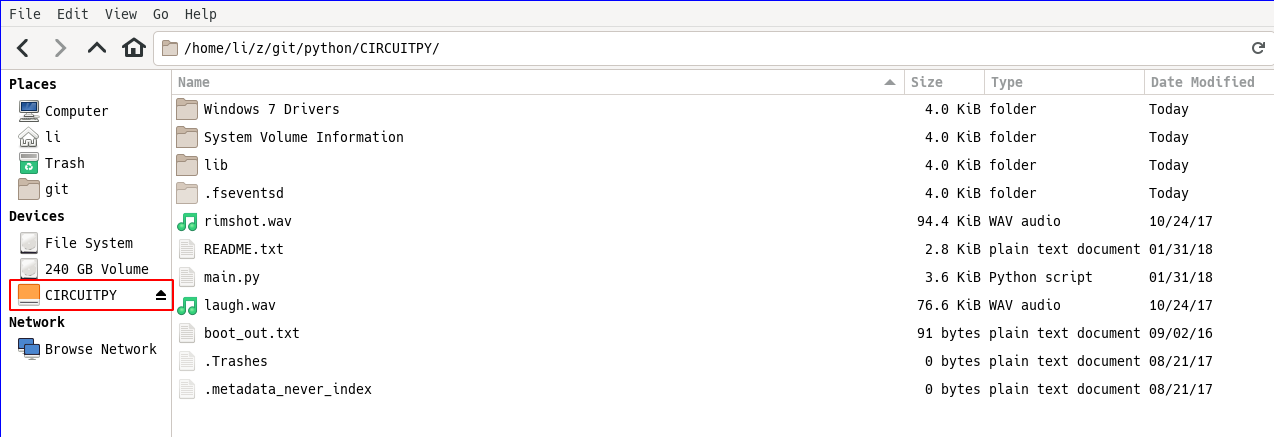 File Edit View Go Help
/home/li/z/git/python/CIRCUITPY/
Places
Computer
li
Trash
git
Devices
File System
240 GB Volume
CIRCUITPY
Network
Browse Network
Name Size Type Date Modified
Windows 7 Drivers 4.0 KiB folder Today
System Volume Information 4.0 KiB folder Today
lib 4.0 KiB folder Today
.fseventsd 4.0 KiB folder Today
rimshot.wav 94.4 KiB WAV audio 10/24/17
README.txt 2.8 KiB plain text document 01/31/18
main.py 3.6 KiB Python script 01/31/18
laugh.wav 76.6 KiB WAV audio 10/24/17
boot_out.txt 91 bytes plain text document 09/02/16
.Trashes 0 bytes plain text document 08/21/17
.metadata_never_index 0 bytes plain text document 08/21/17